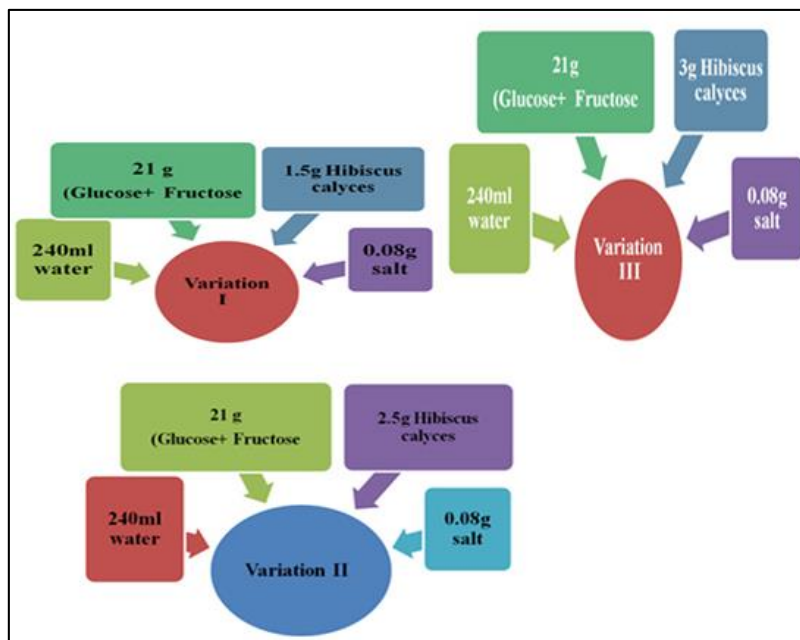 21 g
(Glucose+ Fructose
1.5g Hibiscus
calyces
240ml
water
0.08g
salt
Variation
I
21g
(Glucose+ Fructose
3g Hibiscus
calyces
240ml
water
0.08g
salt
Variation
III
21 g
(Glucose+ Fructose
2.5g Hibiscus
calyces
240ml
water
0.08g
salt
Variation II